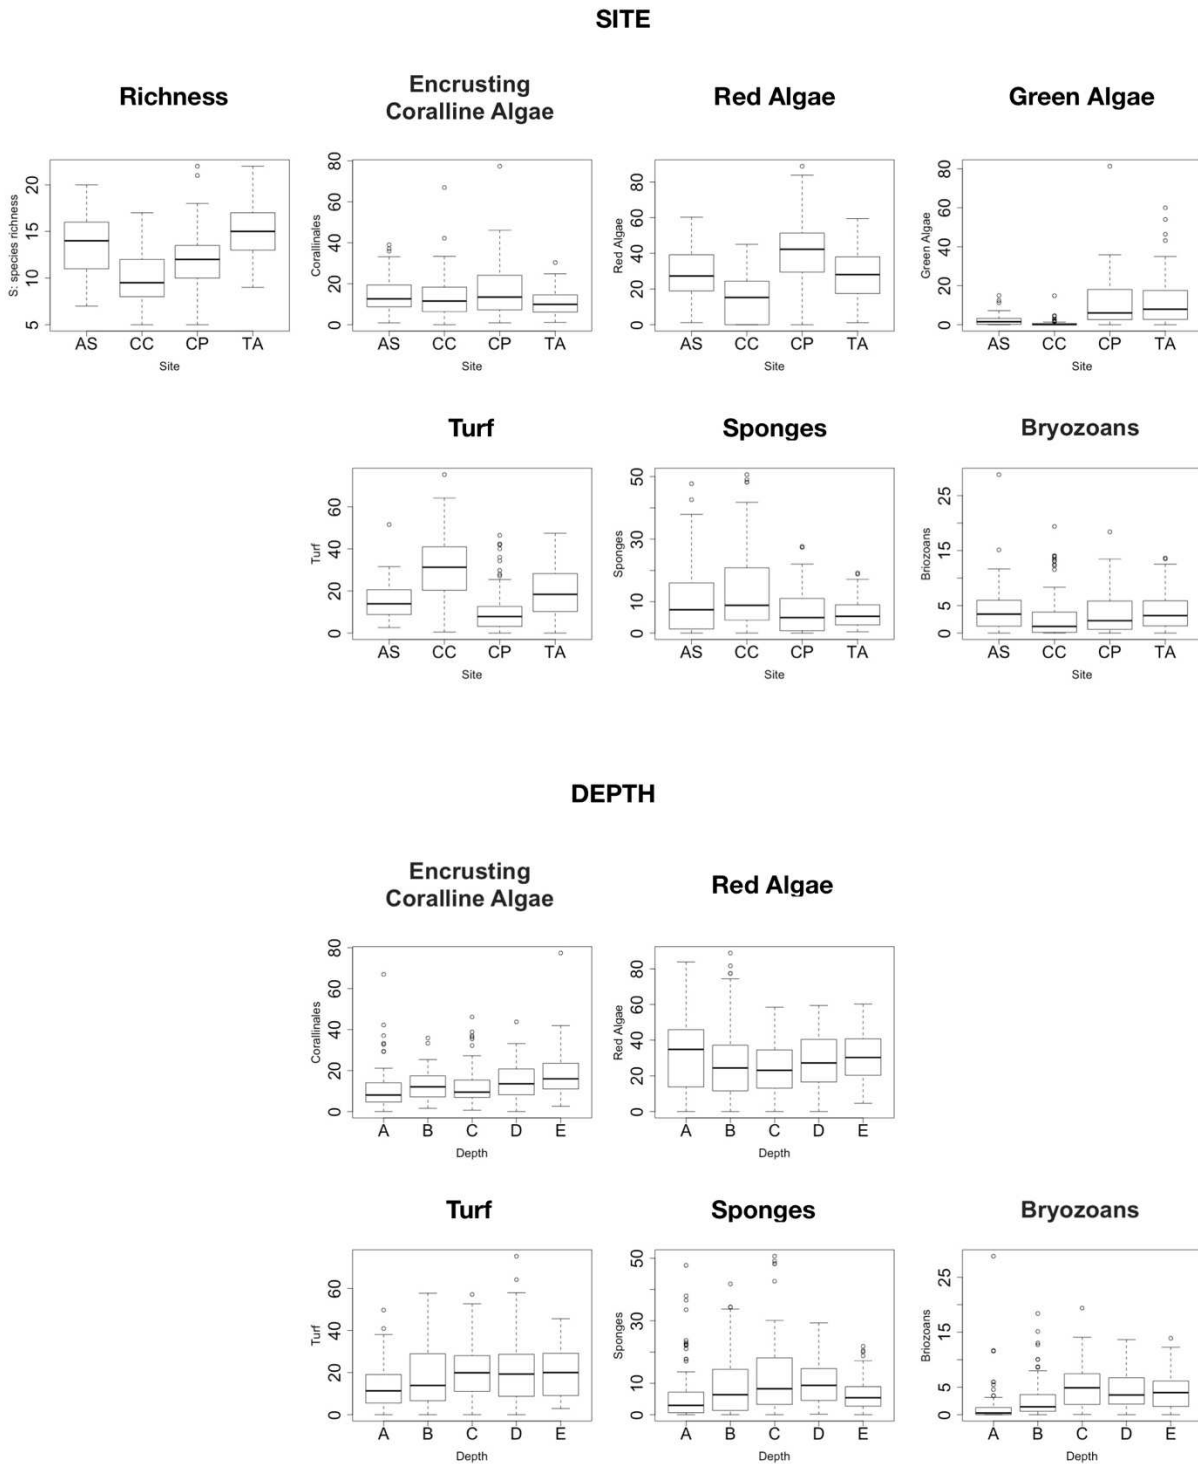 SITE
Richness
Encrusting
Coralline Algae
Red Algae
Green Algae
S: species richness
5
10
15
20
AS
CC
CP
TA
Site
Corallinales
0
20
40
60
80
AS
CC
CP
TA
Site
Red Algae
0
20
40
60
80
AS
CC
CP
TA
Site
Green Algae
0
20
40
60
80
AS
CC
CP
TA
Site
Turf
Sponges
Bryozoans
Turf
0
20
40
60
AS
CC
CP
TA
Site
Sponges
0
10
30
50
AS
CC
CP
TA
Site
Briozoans
0
5
15
25
AS
CC
CP
TA
Site
DEPTH
Encrusting
Coralline Algae
Red Algae
Corallinales
0
20
40
60
80
A
B
C
D
E
Depth
Red Algae
0
20
40
60
80
A
B
C
D
E
Depth
Turf
Sponges
Bryozoans
Turf
0
20
40
60
A
B
C
D
E
Depth
Sponges
0
10
30
50
A
B
C
D
E
Depth
Briozoans
0
5
15
25
A
B
C
D
E
Depth